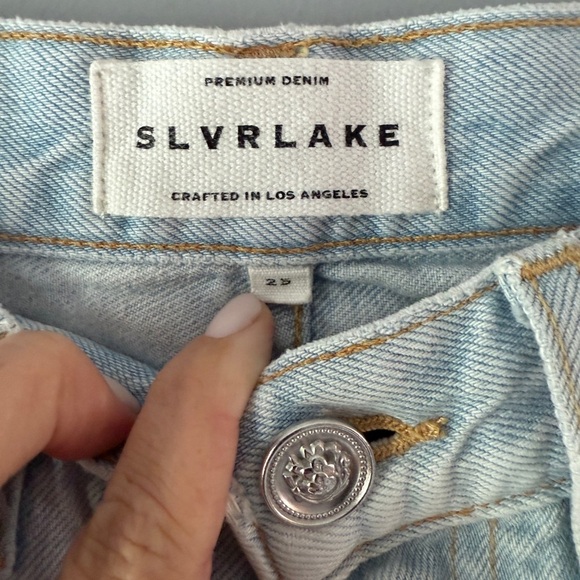 PREMIUM DENIM
SLVRLAKE
CRAFTED IN LOS ANGELES
25